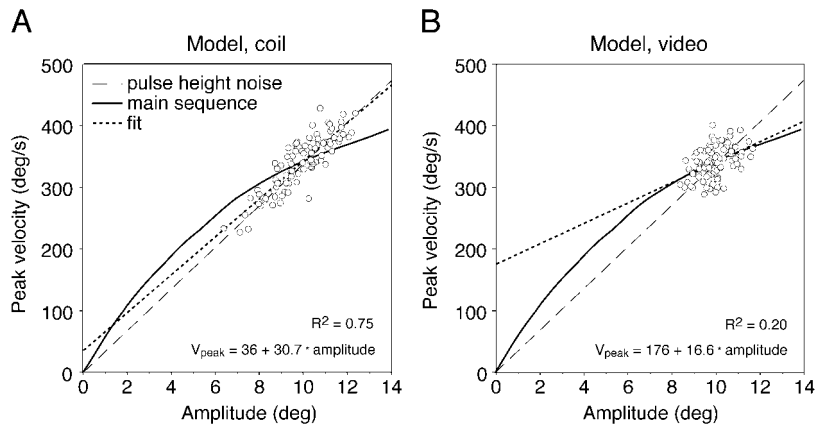 A
Model, coil
500
400
300
200
100
0
Peak velocity (deg/s)
pulse height noise
main sequence
fit
R² = 0.75
Vpeak = 36 + 30.7 * amplitude
0 2 4 6 8 10 12 14
Amplitude (deg)
B
Model, video
500
400
300
200
100
0
Peak velocity (deg/s)
R² = 0.20
Vpeak = 176 + 16.6 * amplitude
0 2 4 6 8 10 12 14
Amplitude (deg)